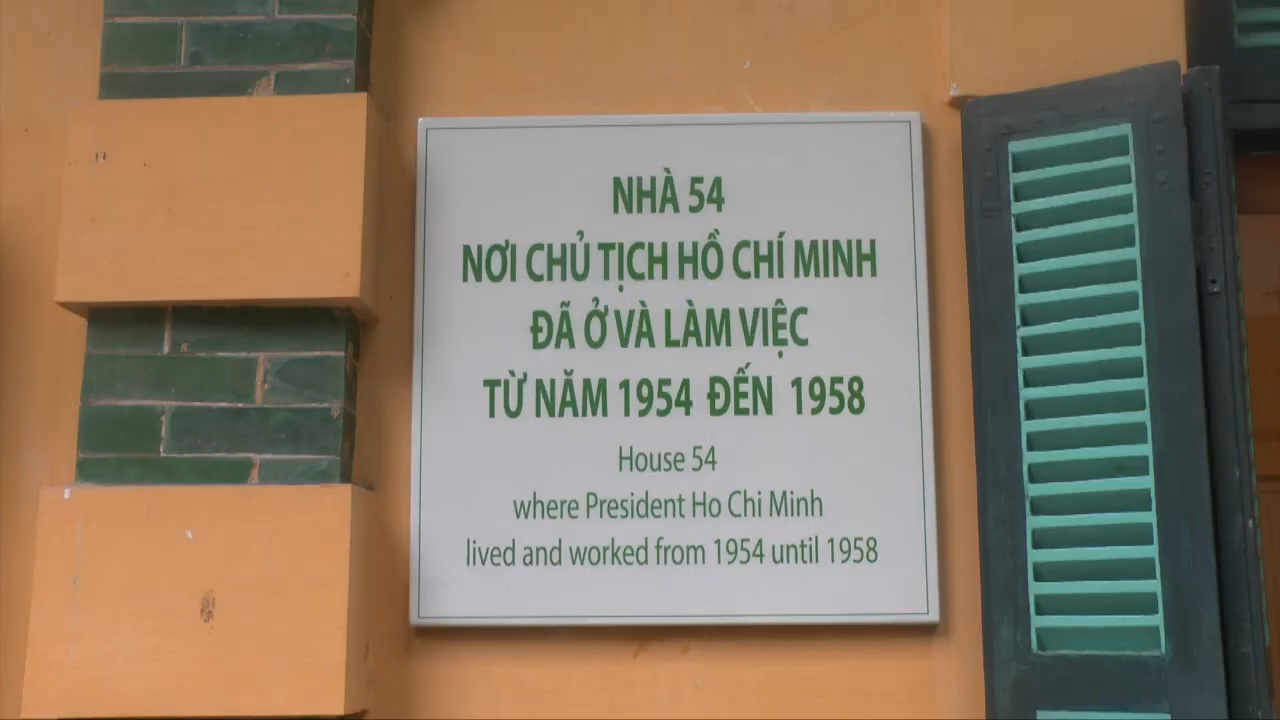 NHÀ 54
NƠI CHỦ TỊCH HỒ CHÍ MINH
ĐÃ Ở VÀ LÀM VIỆC
TỪ NĂM 1954 ĐẾN 1958
House 54
where President Ho Chi Minh
lived and worked from 1954 until 1958